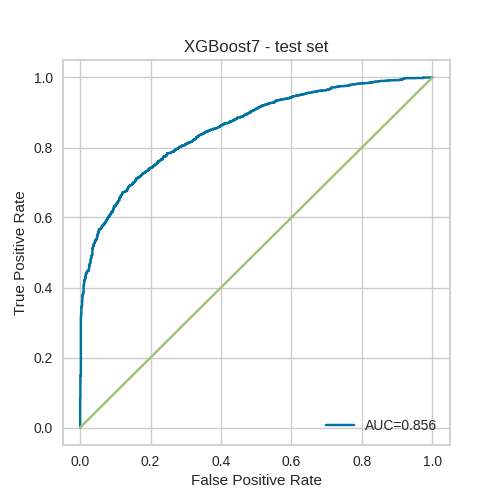 XGBoost7 - test set
True Positive Rate
1.0
0.8
0.6
0.4
0.2
0.0
AUC=0.856
0.0 0.2 0.4 0.6 0.8 1.0
False Positive Rate